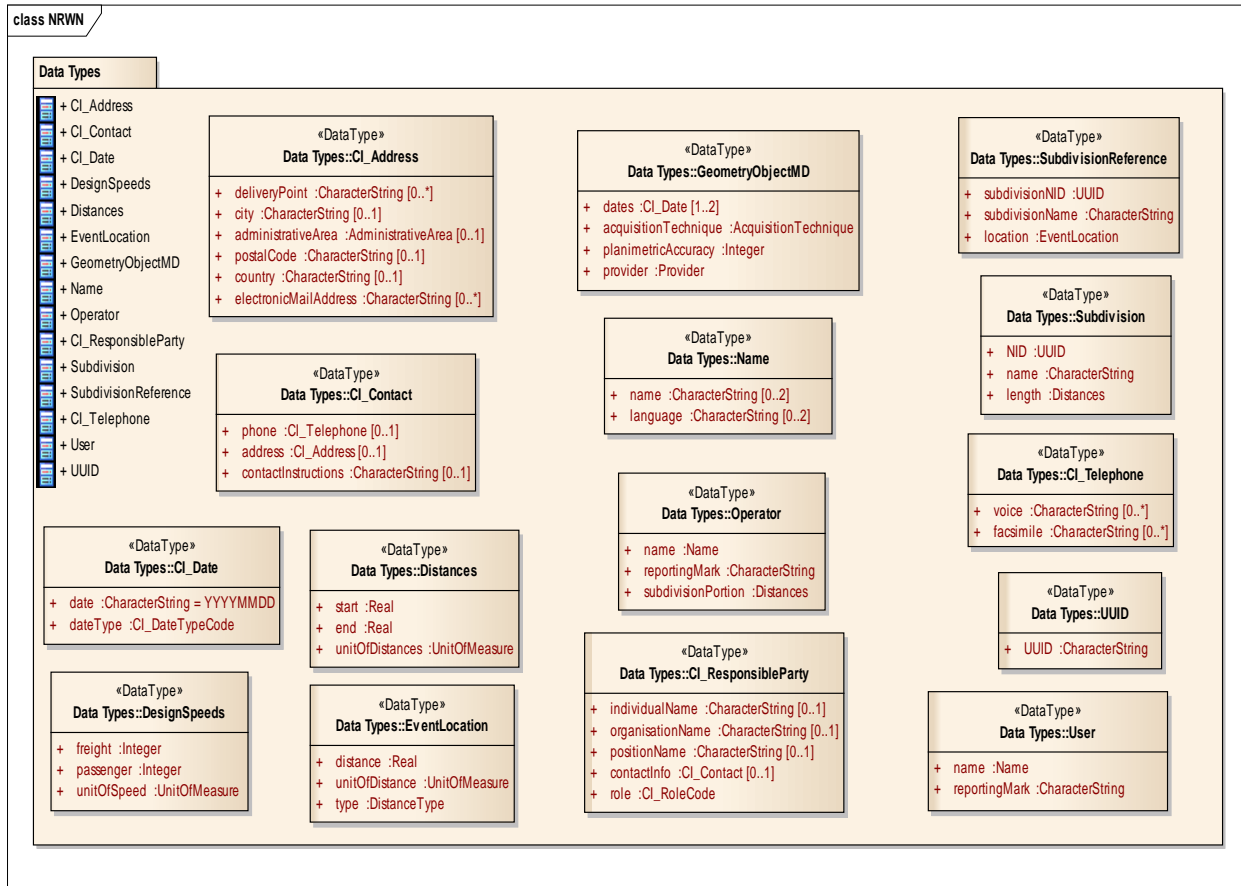 class NRWN
Data Types
+ CI_Address
+ CI_Contact
+ CI_Date
+ DesignSpeeds
+ Distances
+ EventLocation
+ GeometryObjectMD
+ Name
+ Operator
+ CI_ResponsibleParty
+ Subdivision
+ SubdivisionReference
+ CI_Telephone
+ User
+ UUID
«DataType»
Data Types::CI_Address
+ deliveryPoint :CharacterString [0..*]
+ city :CharacterString [0..1]
+ administrativeArea :AdministrativeArea [0..1]
+ postalCode :CharacterString [0..1]
+ country :CharacterString [0..1]
+ electronicMailAddress :CharacterString [0..*]
«DataType»
Data Types::CI_Contact
+ phone :CI_Telephone [0..1]
+ address :CI_Address [0..1]
+ contactInstructions :CharacterString [0..1]
«DataType»
Data Types::CI_Date
+ date :CharacterString = YYYYMMDD
+ dateType :CI_DateTypeCode
«DataType»
Data Types::DesignSpeeds
+ freight :Integer
+ passenger :Integer
+ unitOfSpeed :UnitOfMeasure
«DataType»
Data Types::Distances
+ start :Real
+ end :Real
+ unitOfDistances :UnitOfMeasure
«DataType»
Data Types::EventLocation
+ distance :Real
+ unitOfDistance :UnitOfMeasure
+ type :DistanceType
«DataType»
Data Types::GeometryObjectMD
+ dates :CI_Date [1..2]
+ acquisitionTechnique :AcquisitionTechnique
+ planimetricAccuracy :Integer
+ provider :Provider
«DataType»
Data Types::Name
+ name :CharacterString [0..2]
+ language :CharacterString [0..2]
«DataType»
Data Types::Operator
+ name :Name
+ reportingMark :CharacterString
+ subdivisionPortion :Distances
«DataType»
Data Types::CI_ResponsibleParty
+ individualName :CharacterString [0..1]
+ organisationName :CharacterString [0..1]
+ positionName :CharacterString [0..1]
+ contactInfo :CI_Contact [0..1]
+ role :CI_RoleCode
«DataType»
Data Types::SubdivisionReference
+ subdivisionNID :UUID
+ subdivisionName :CharacterString
+ location :EventLocation
«DataType»
Data Types::Subdivision
+ NID :UUID
+ name :CharacterString
+ length :Distances
«DataType»
Data Types::CI_Telephone
+ voice :CharacterString [0..*]
+ facsimile :CharacterString [0..*]
«DataType»
Data Types::UUID
+ UUID :CharacterString
«DataType»
Data Types::User
+ name :Name
+ reportingMark :CharacterString